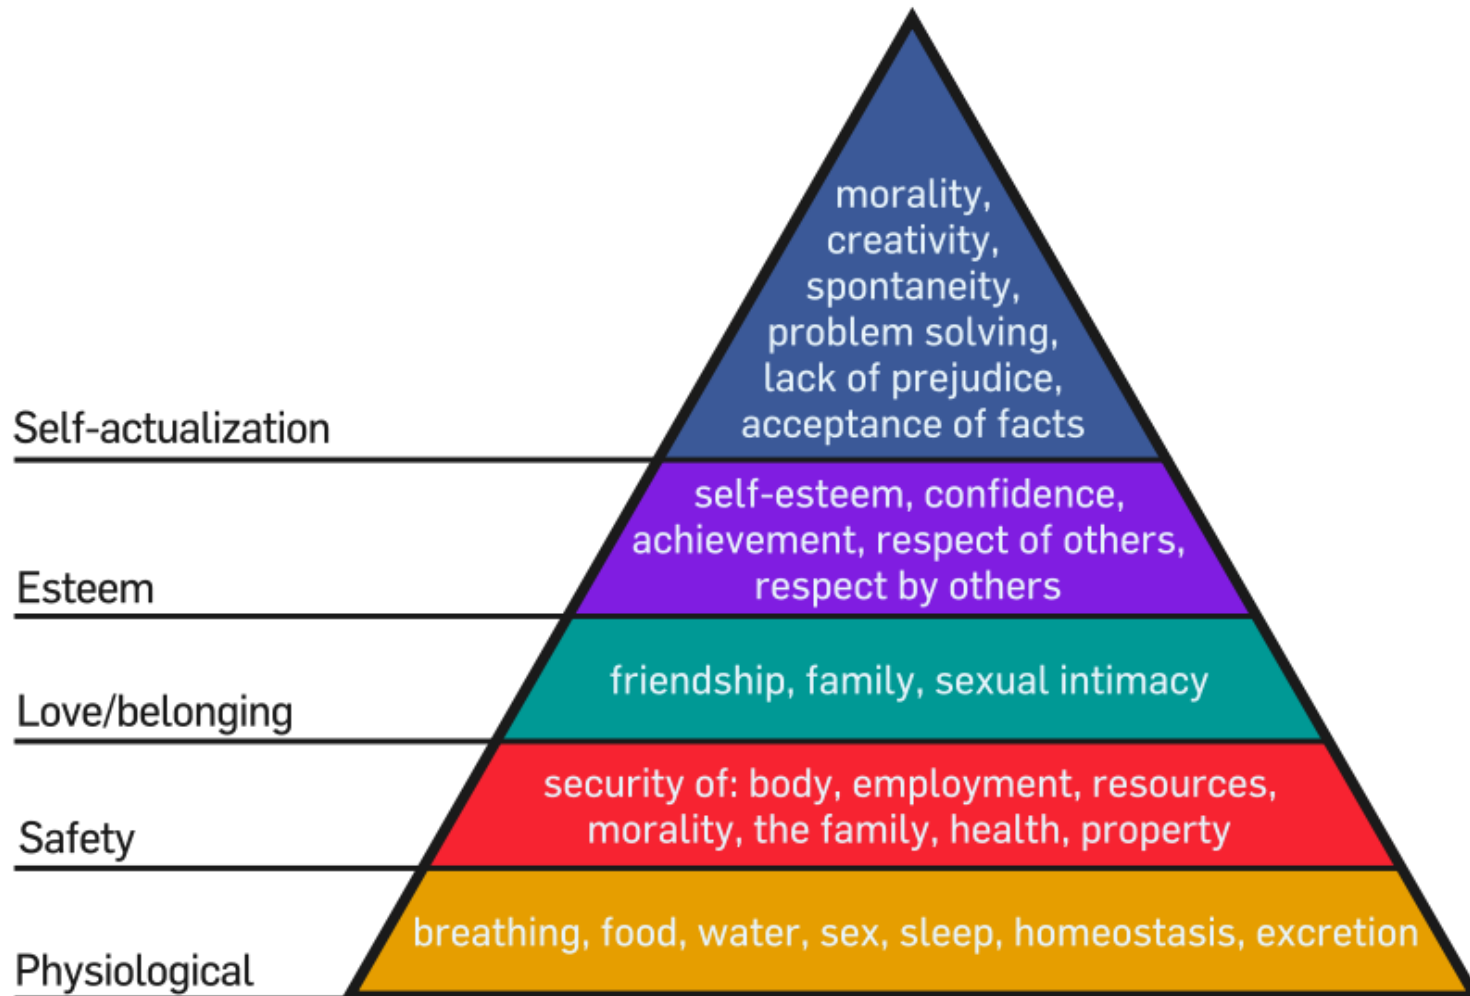 morality,
creativity,
spontaneity,
problem solving,
lack of prejudice,
acceptance of facts
Self-actualization
self-esteem, confidence,
achievement, respect of others,
respect by others
Esteem
friendship, family, sexual intimacy
Love/belonging
security of: body, employment, resources,
morality, the family, health, property
Safety
breathing, food, water, sex, sleep, homeostasis, excretion
Physiological